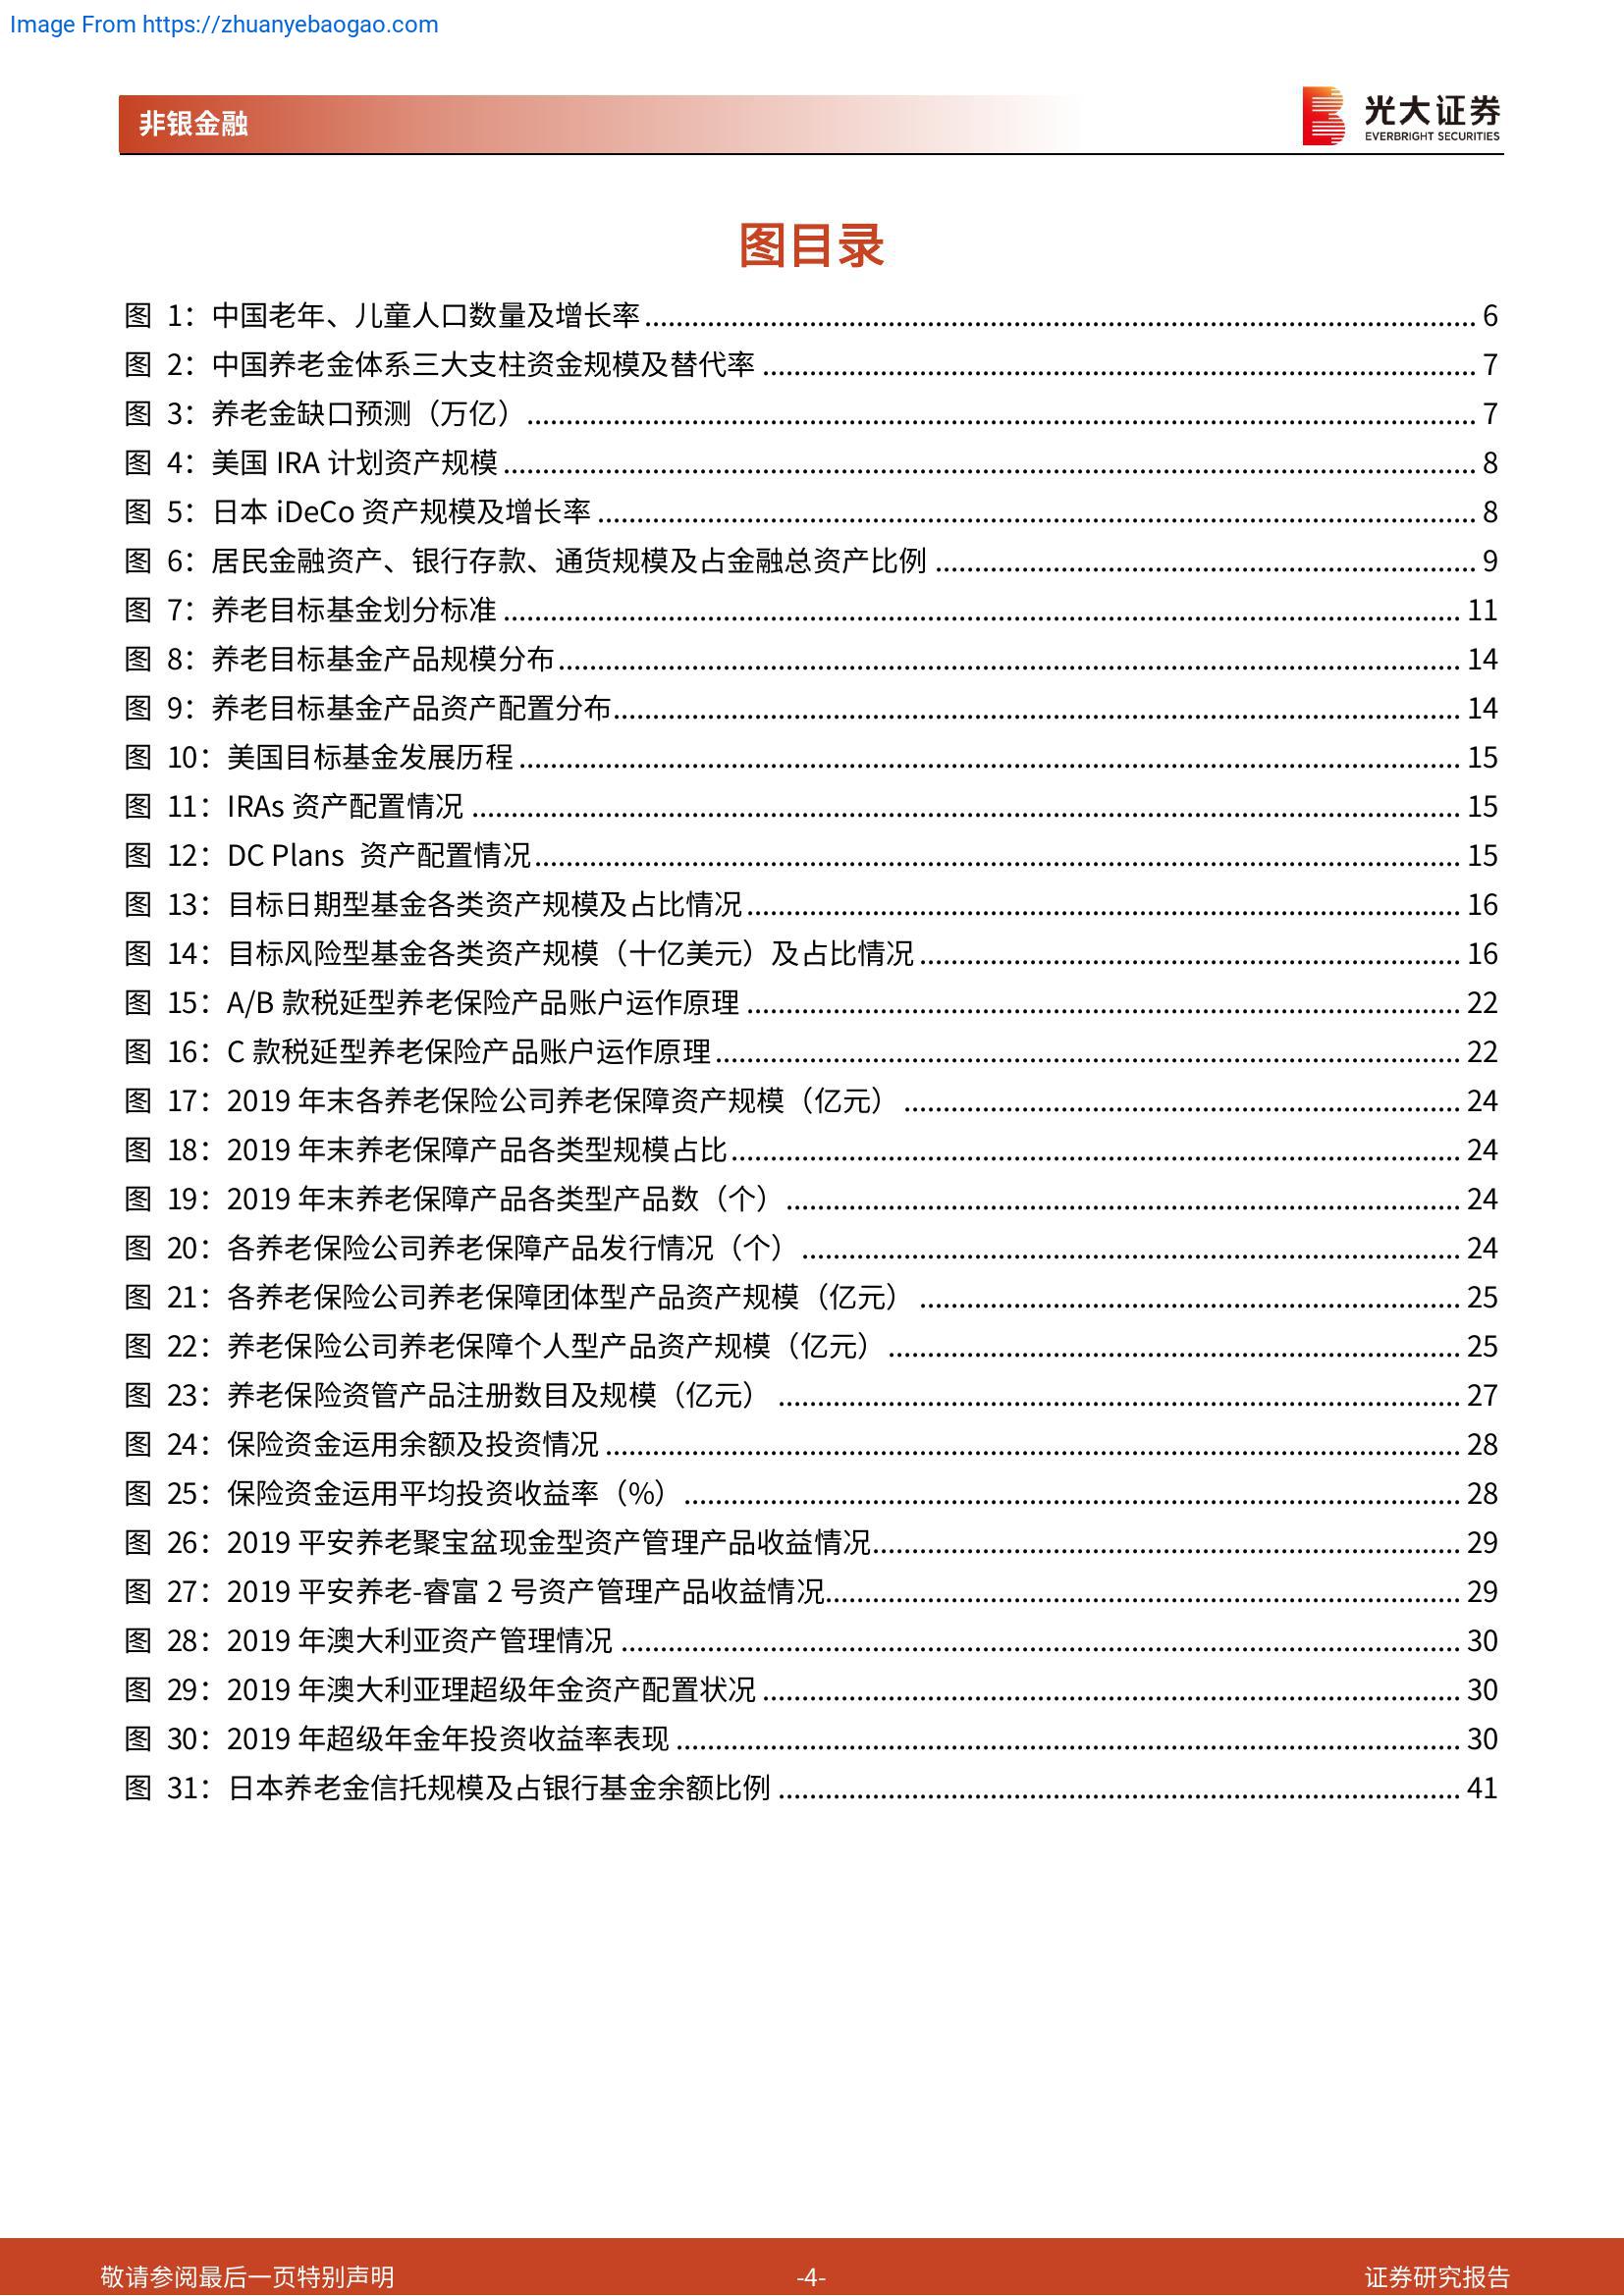 Image From https://zhuanyebaogao.com
非银金融
光大证券
EVERBRIGHT SECURITIES
图目录
图 1：中国老年、儿童人口数量及增长率 6
图 2：中国养老金体系三大支柱资金规模及替代率 7
图 3：养老金缺口预测（万亿） 7
图 4：美国 IRA 计划资产规模 8
图 5：日本 iDeCo 资产规模及增长率 8
图 6：居民金融资产、银行存款、通货规模及占金融总资产比例 9
图 7：养老目标基金划分标准 11
图 8：养老目标基金产品规模分布 14
图 9：养老目标基金产品资产配置分布 14
图 10：美国目标基金发展历程 15
图 11：IRAs 资产配置情况 15
图 12：DC Plans 资产配置情况 15
图 13：目标日期型基金各类资产规模及占比情况 16
图 14：目标风险型基金各类资产规模（十亿美元）及占比情况 16
图 15：A/B 款税延型养老保险产品账户运作原理 22
图 16：C 款税延型养老保险产品账户运作原理 22
图 17：2019 年末各养老保险公司养老保障资产规模（亿元） 24
图 18：2019 年末养老保障产品各类型规模占比 24
图 19：2019 年末养老保障产品各类型产品数（个） 24
图 20：各养老保险公司养老保障产品发行情况（个） 24
图 21：各养老保险公司养老保障团体型产品资产规模（亿元） 25
图 22：养老保险公司养老保障个人型产品资产规模（亿元） 25
图 23：养老保险资管产品注册数目及规模（亿元） 27
图 24：保险资金运用余额及投资情况 28
图 25：保险资金运用平均投资收益率（%） 28
图 26：2019 平安养老聚宝盆现金型资产管理产品收益情况 29
图 27：2019 平安养老-睿富 2 号资产管理产品收益情况 29
图 28：2019 年澳大利亚资产管理情况 30
图 29：2019 年澳大利亚理超级年金资产配置状况 30
图 30：2019 年超级年金年投资收益率表现 30
图 31：日本养老金信托规模及占银行基金余额比例 41
敬请参阅最后一页特别声明 -4- 证券研究报告